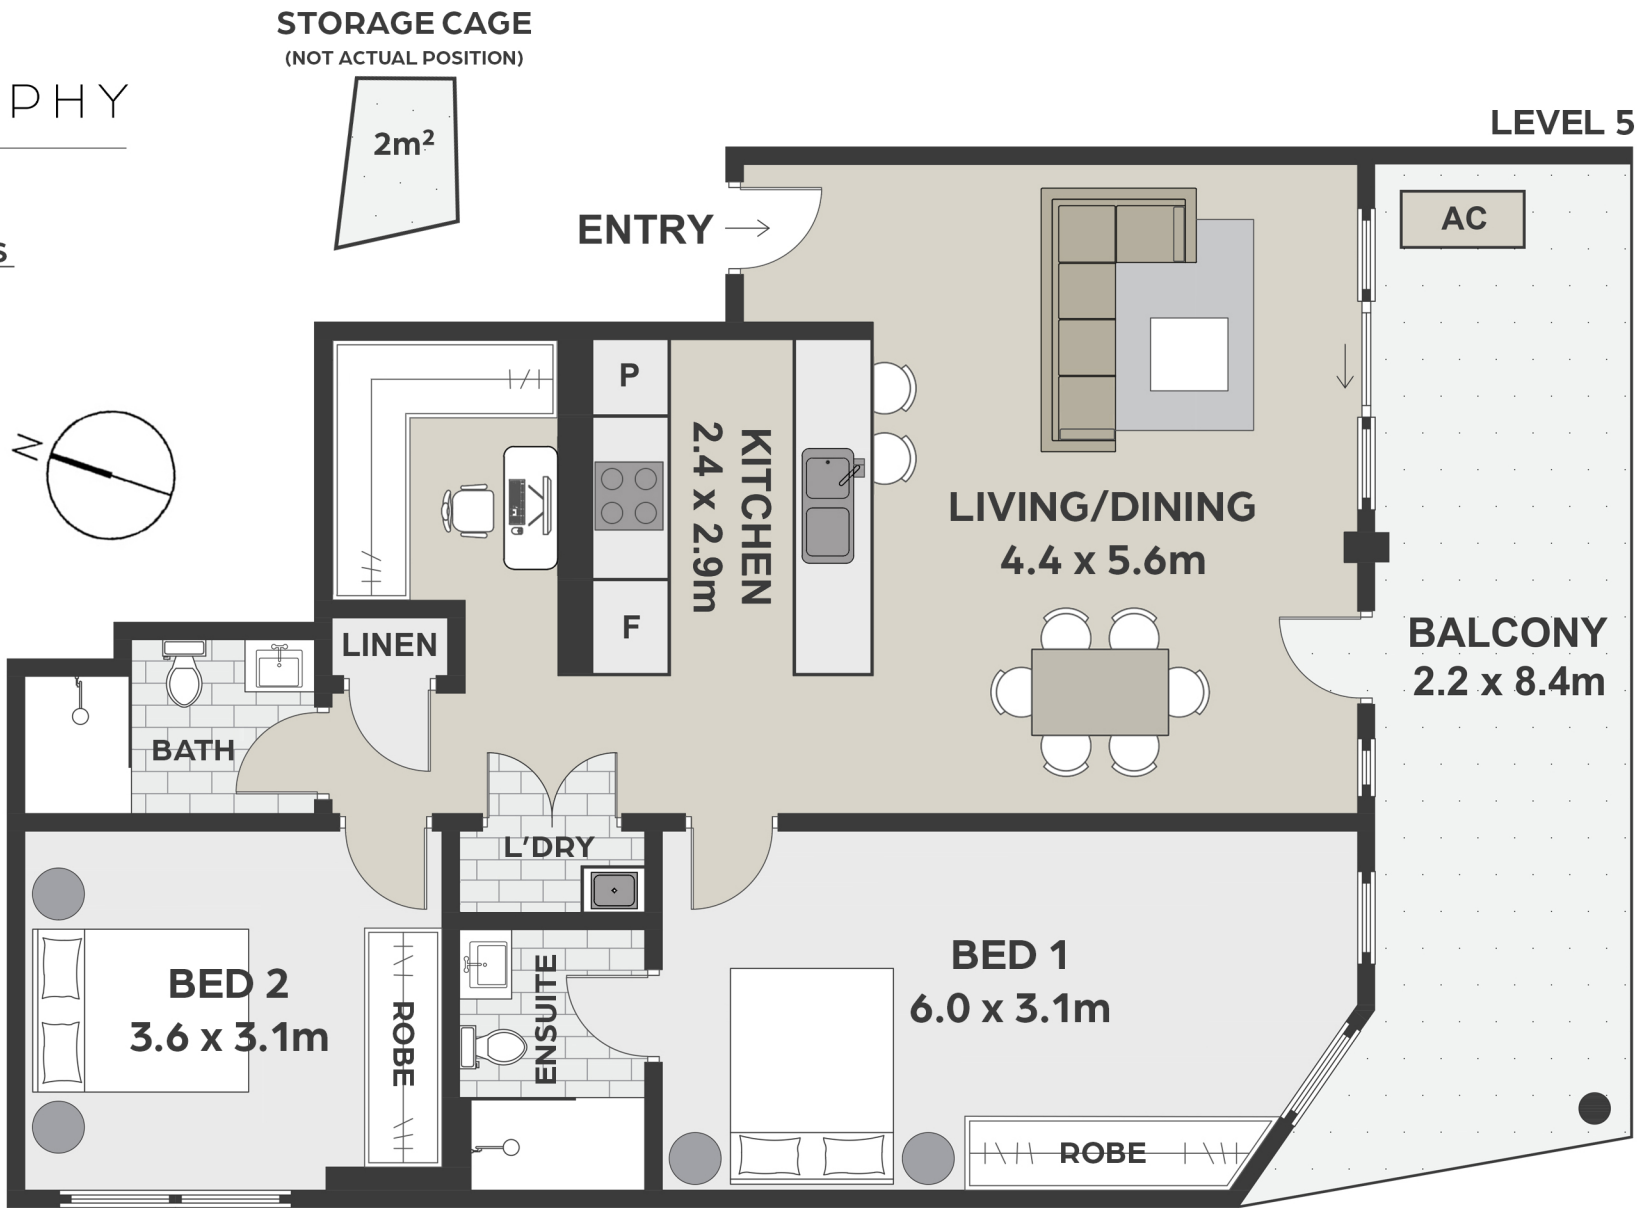 STORAGE CAGE
(NOT ACTUAL POSITION)
2m²
PHY
S
LEVEL 5
ENTRY
AC
N
P
KITCHEN
2.4 x 2.9m
F
LIVING/DINING
4.4 x 5.6m
BALCONY
2.2 x 8.4m
LINEN
BATH
L'DRY
BED 2
3.6 x 3.1m
ROBE
ENSUITE
BED 1
6.0 x 3.1m
ROBE